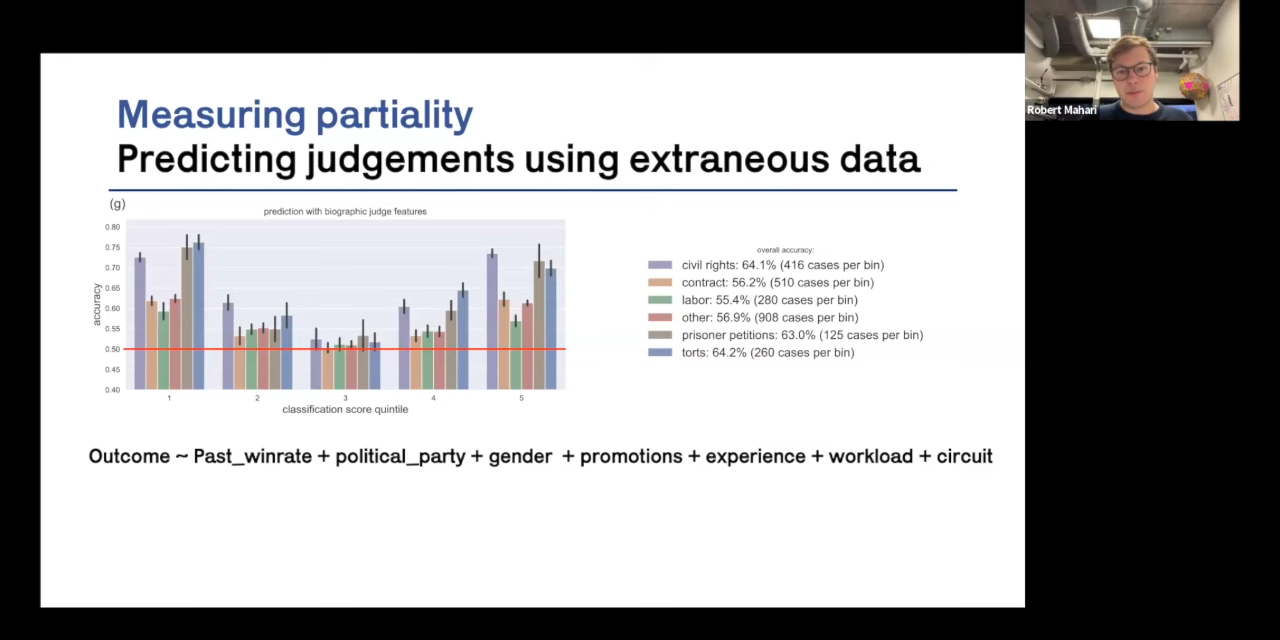 Measuring partiality
Predicting judgements using extraneous data
(g)
prediction with biographic judge features
accuracy
0.80
0.75
0.70
0.65
0.60
0.55
0.50
0.45
0.40
1 2 3 4 5
classification score quintile
overall accuracy:
civil rights: 64.1% (416 cases per bin)
contract: 56.2% (510 cases per bin)
labor: 55.4% (280 cases per bin)
other: 56.9% (908 cases per bin)
prisoner petitions: 63.0% (125 cases per bin)
torts: 64.2% (260 cases per bin)
Outcome ~ Past_winrate + political_party + gender + promotions + experience + workload + circuit
Robert Mahari